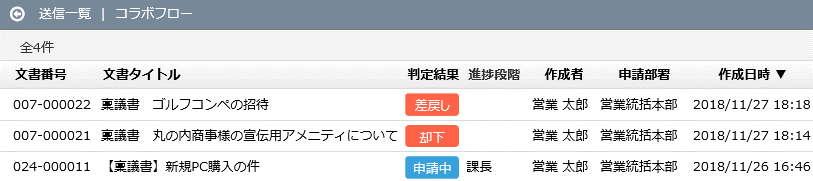 送信一覧 | コラボフロー
全4件
文書番号 文書タイトル 判定結果 進捗段階 作成者 申請部署 作成日時 ▼
007-000022 稟議書　ゴルフコンペの招待 差戻し 営業 太郎 営業統括本部 2018/11/27 18:18
007-000021 稟議書　丸の内商事様の宣伝用アメニティについて 却下 営業 太郎 営業統括本部 2018/11/27 18:14
024-000011 【稟議書】新規PC購入の件 申請中 課長 営業 太郎 営業統括本部 2018/11/26 16:46